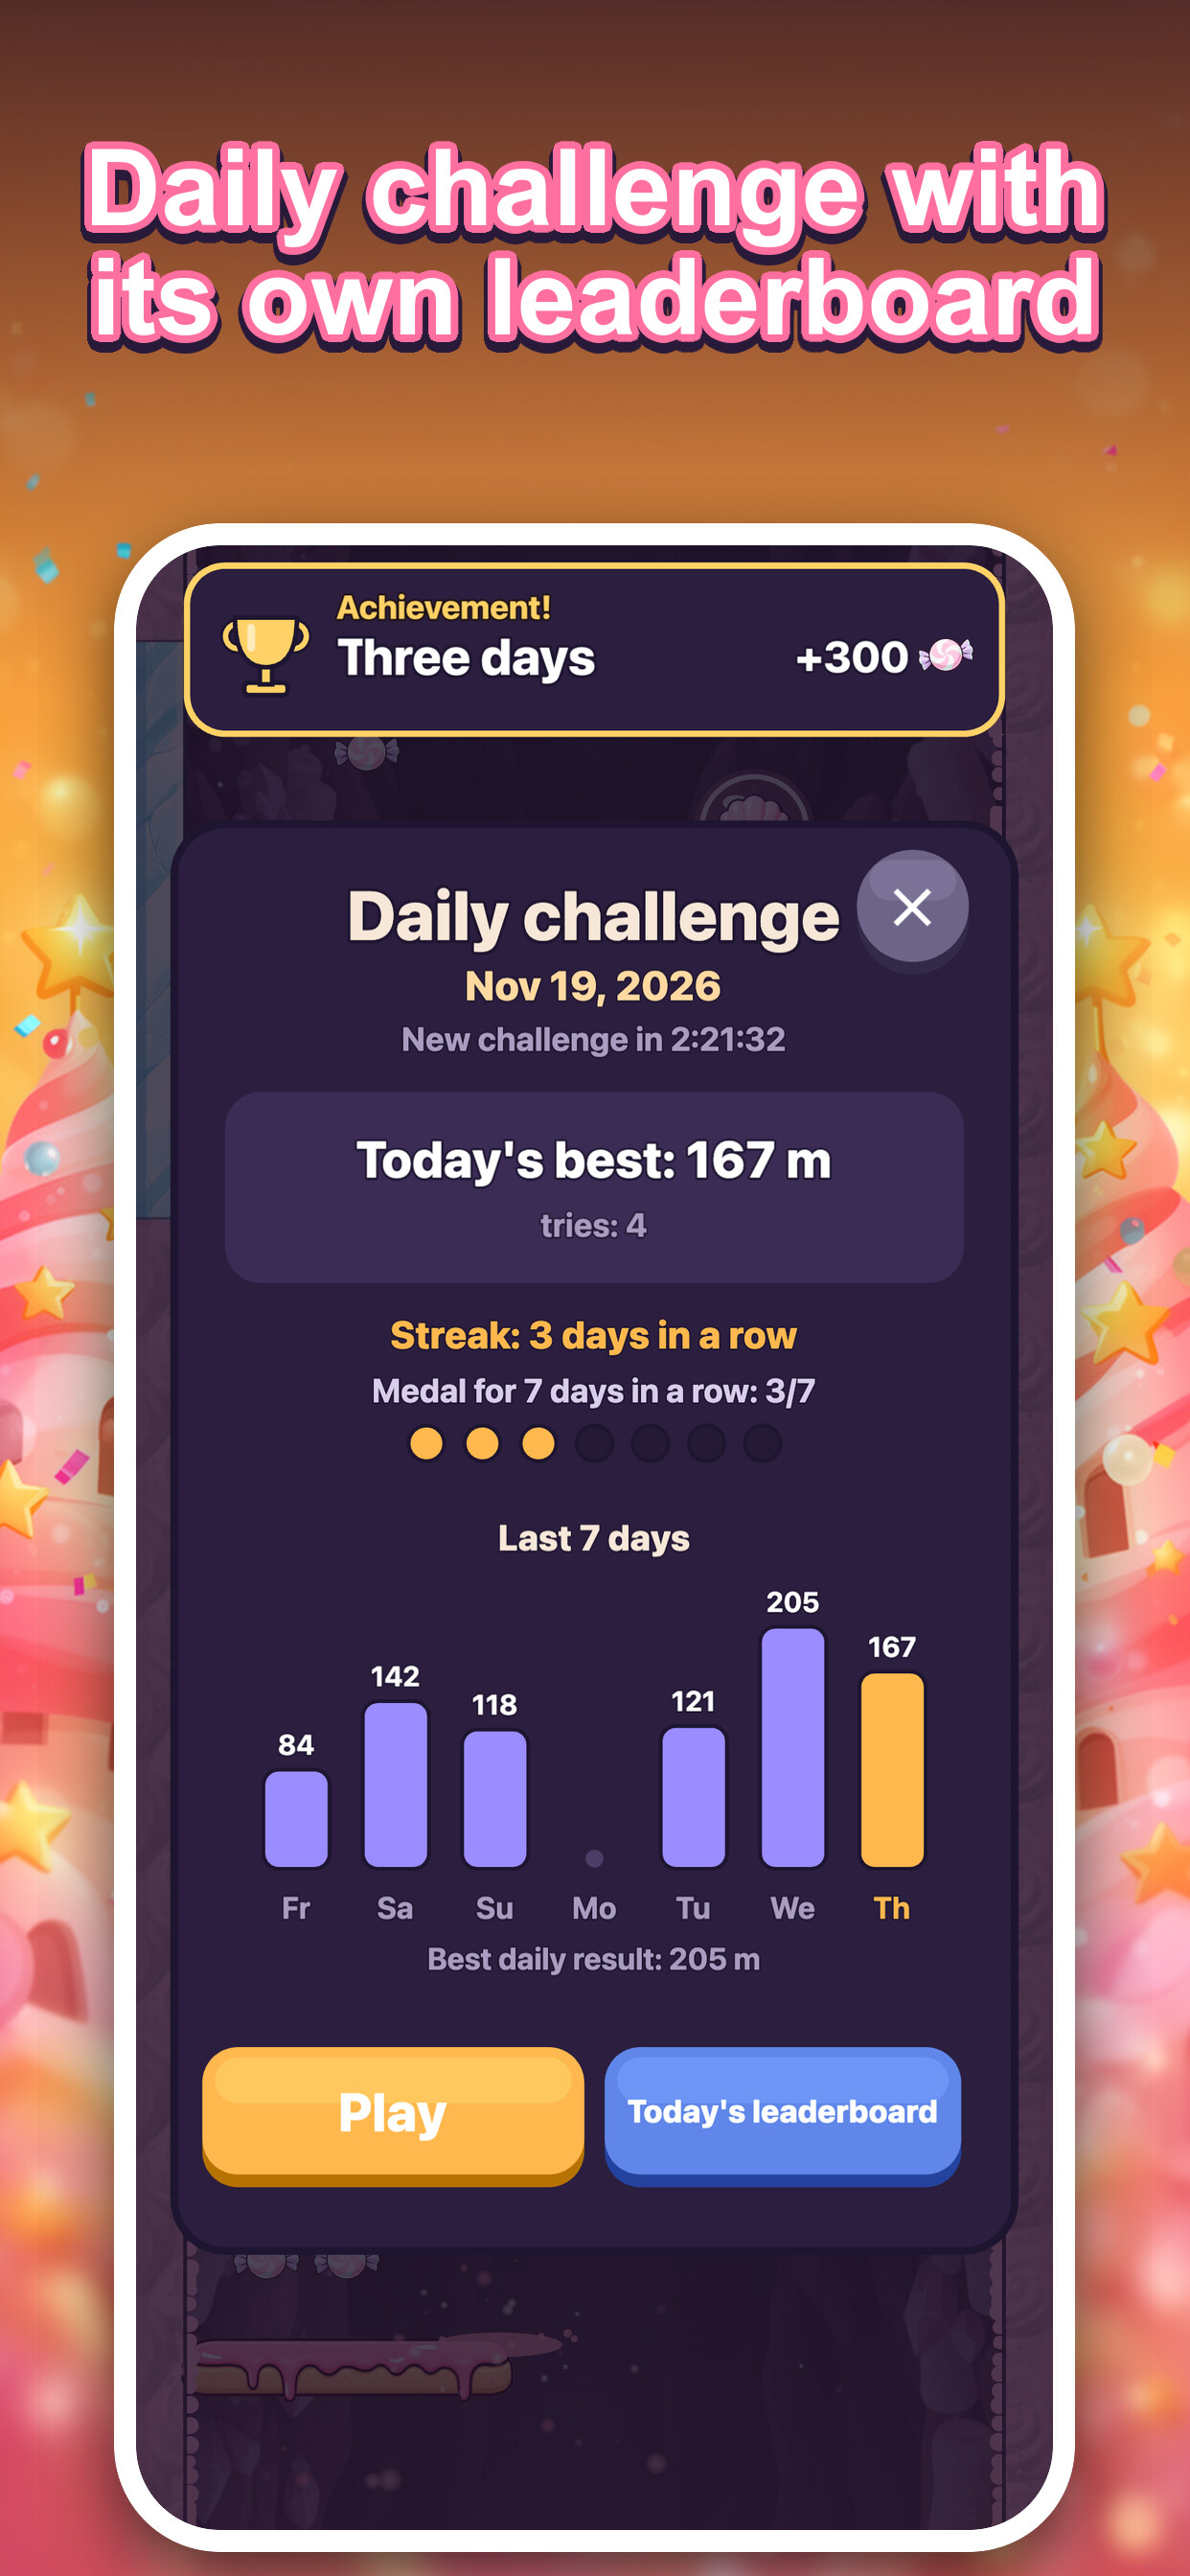 Daily challenge with
its own leaderboard
Achievement!
Three days
+300
Daily challenge
Nov 19, 2026
New challenge in 2:21:32
Today's best: 167 m
tries: 4
Streak: 3 days in a row
Medal for 7 days in a row: 3/7
Last 7 days
84 142 118 121 205 167
Fr Sa Su Mo Tu We Th
Best daily result: 205 m
Play
Today's leaderboard